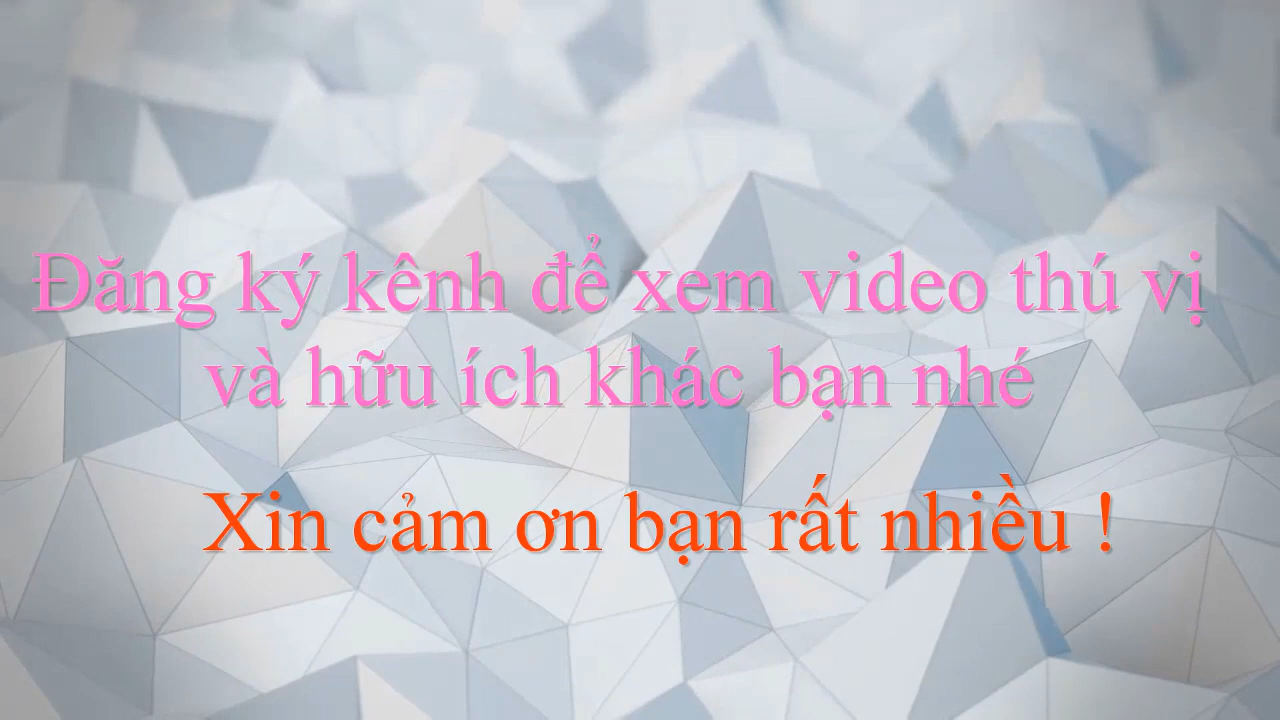 Đăng ký kênh để xem video thú vị
và hữu ích khác bạn nhé
Xin cảm ơn bạn rất nhiều !